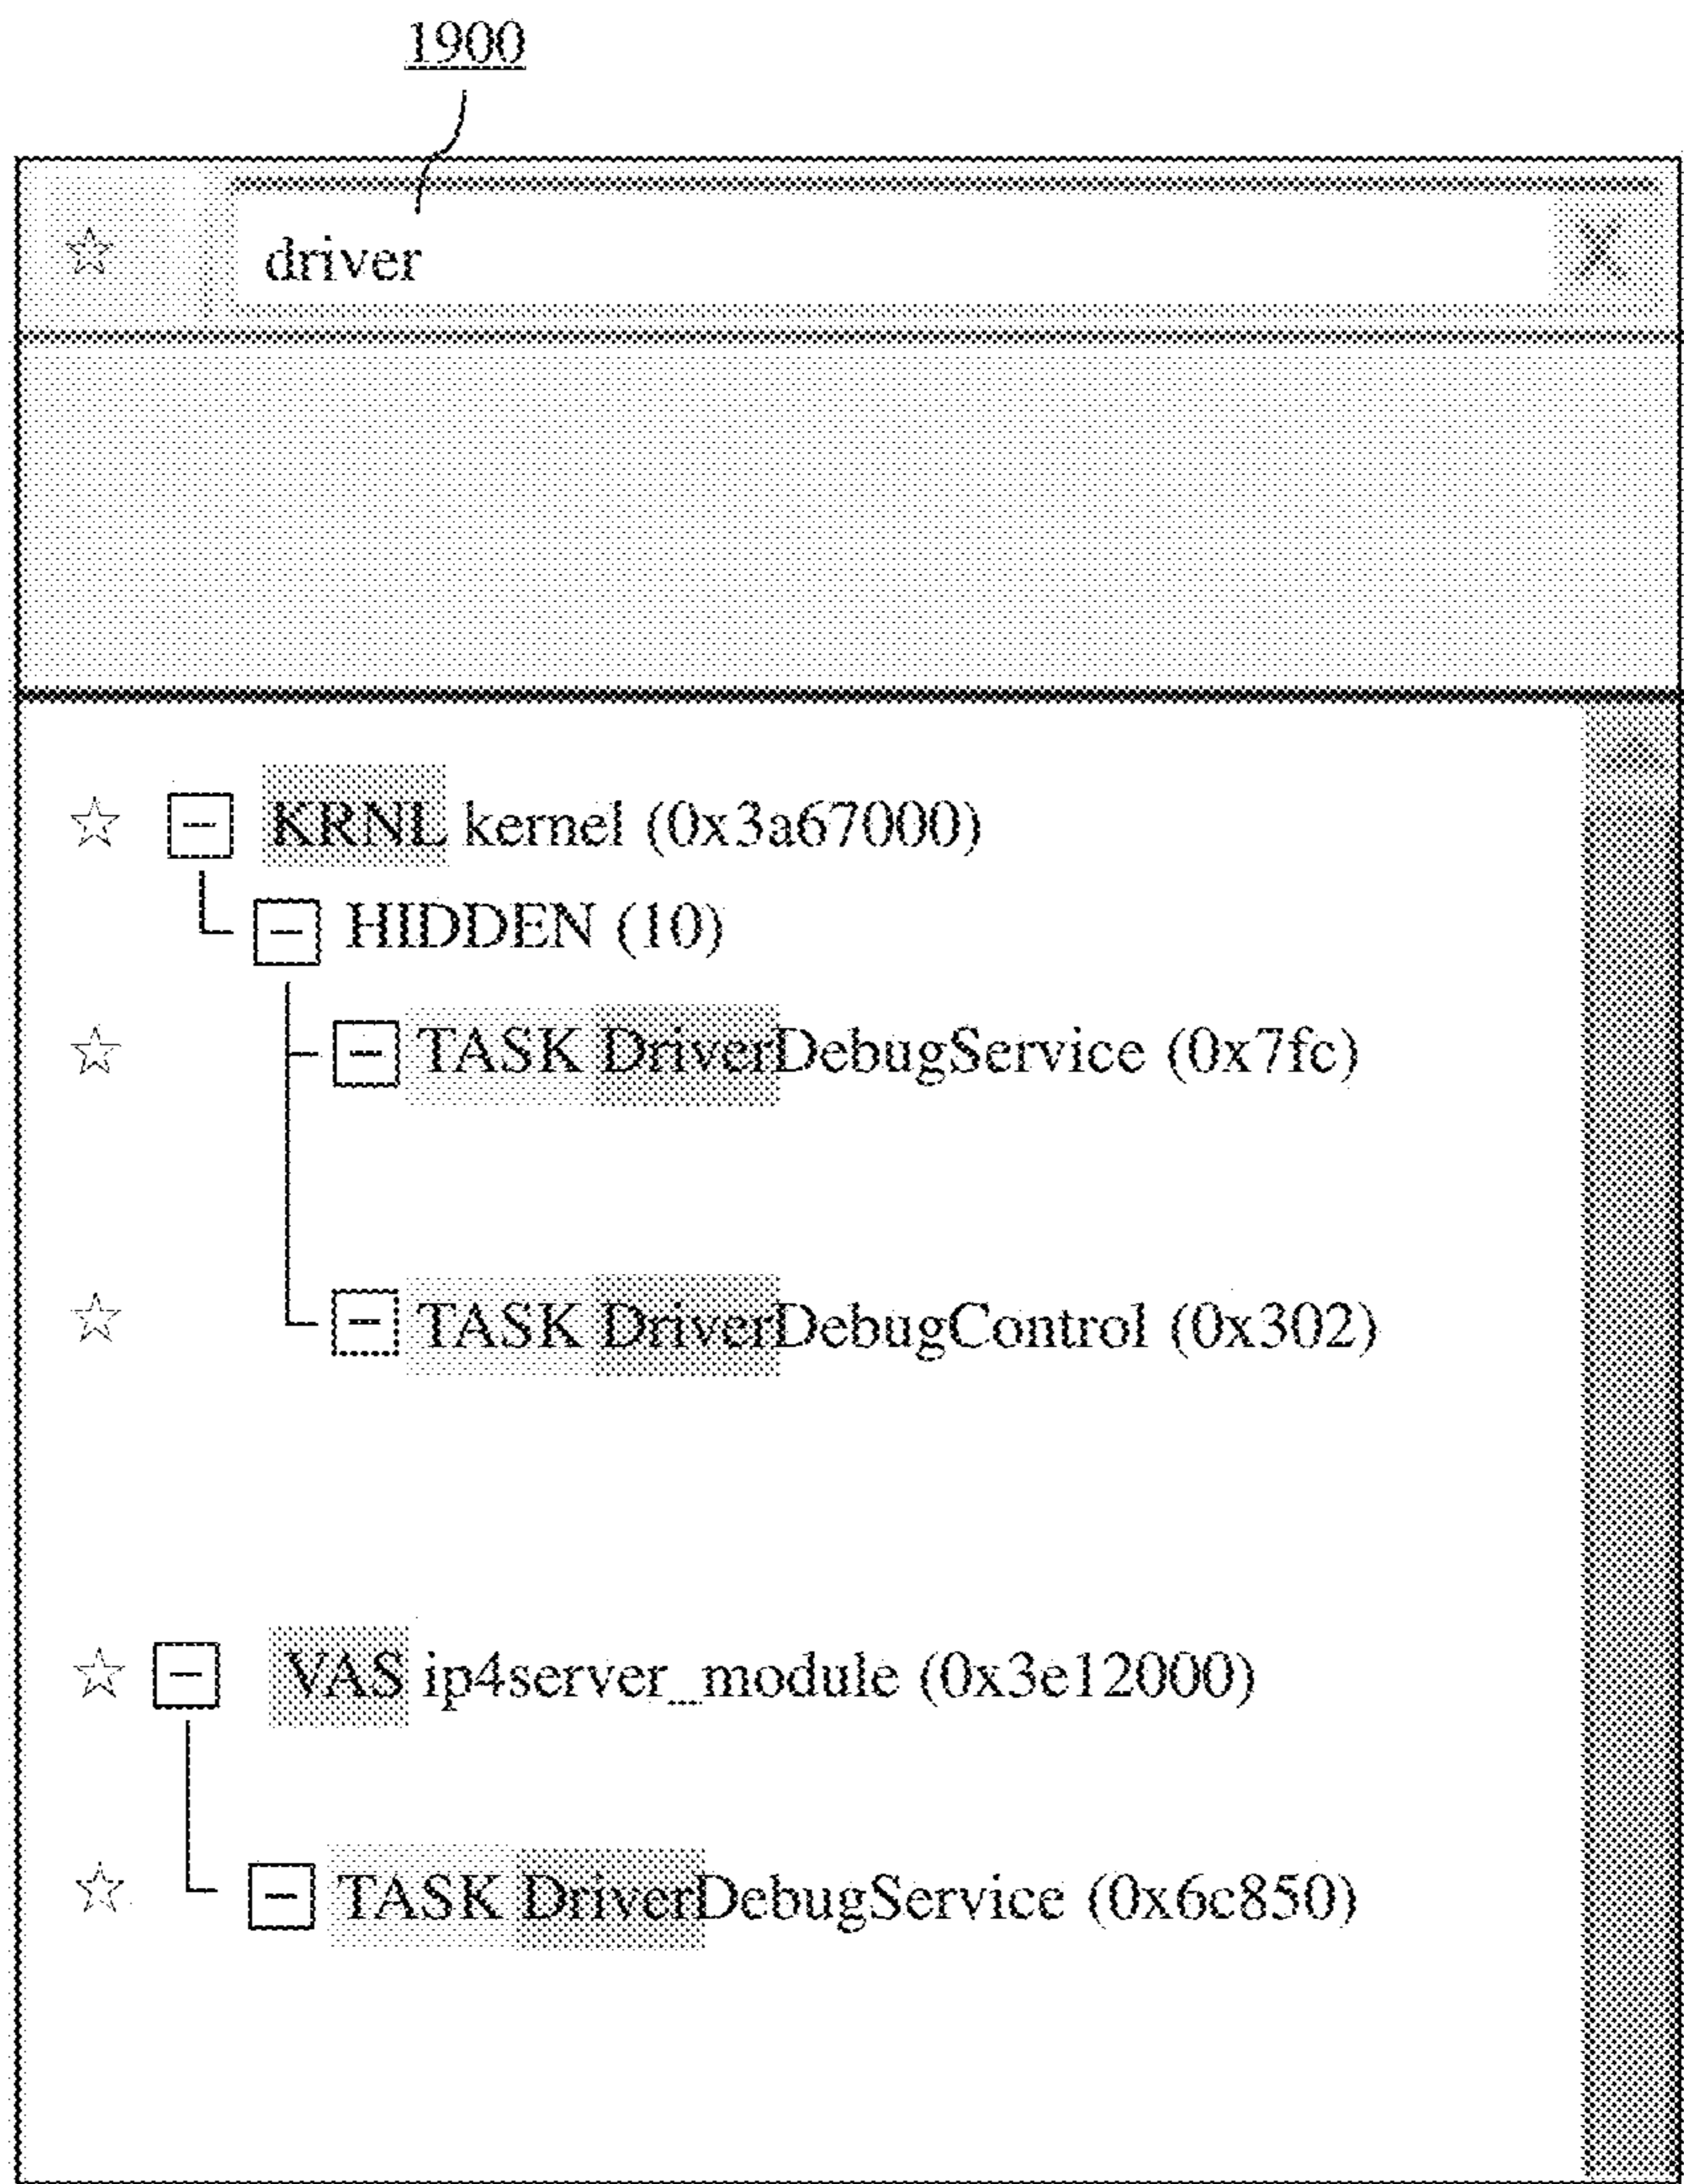 1900
driver X
KRNL kernel (0x3a67000)
HIDDEN (10)
TASK DriverDebugService (0x7fc)
TASK DriverDebugControl (0x302)
VAS ip4server_module (0x3e12000)
TASK DriverDebugService (0x6c850)